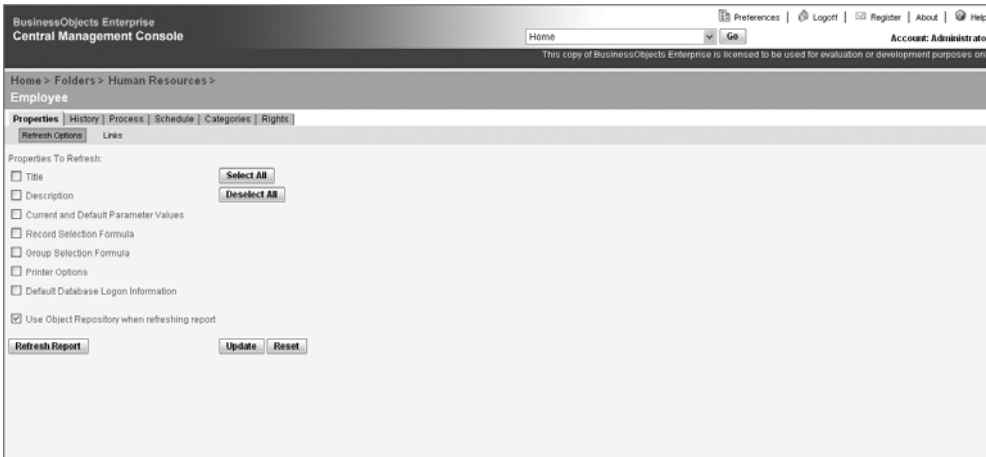 BusinessObjects Enterprise
Central Management Console
Preferences | Logoff | Register | About | Help
Home Go
Account: Administrato
This copy of BusinessObjects Enterprise is licensed to be used for evaluation or development purposes on
Home > Folders > Human Resources >
Employee
Properties | History | Process | Schedule | Categories | Rights |
Refresh Options Links
Properties To Refresh:
Title Select All
Description Deselect All
Current and Default Parameter Values
Record Selection Formula
Group Selection Formula
Printer Options
Default Database Logon Information
Use Object Repository when refreshing report
Refresh Report Update Reset